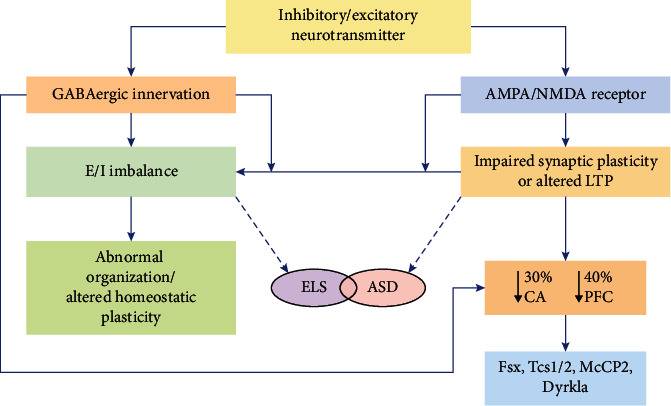 Inhibitory/excitatory
neurotransmitter
GABAergic innervation
AMPA/NMDA receptor
E/I imbalance
Impaired synaptic plasticity
or altered LTP
Abnormal
organization/
altered homeostatic
plasticity
ELS
ASD
↓30%
CA
↓40%
PFC
Fsx, Tcs1/2, McCP2,
Dyrkla